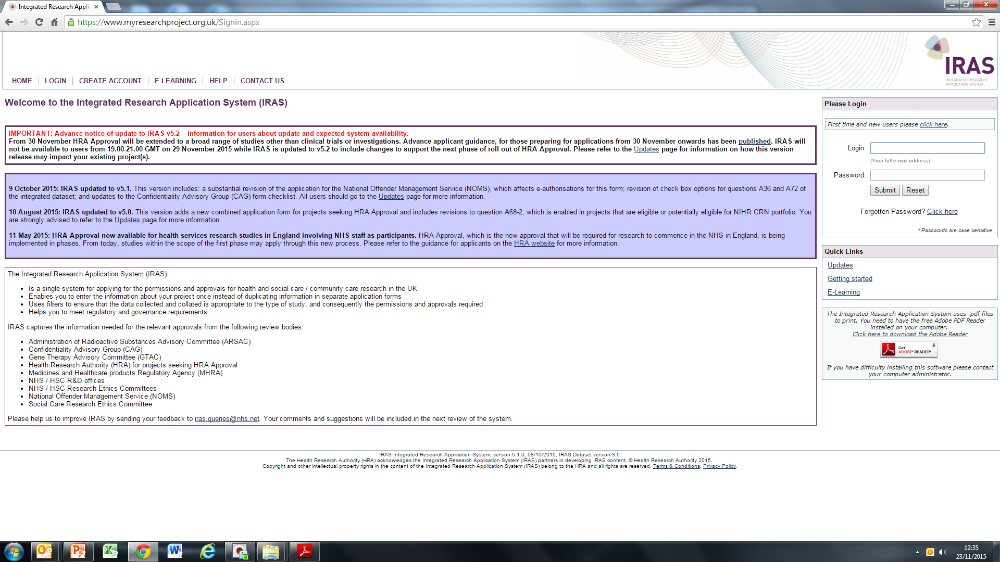 Integrated Research Appli
https://www.myresearchproject.org.uk/Signin.aspx
IRAS
INTEGRATED RESEARCH
APPLICATION SYSTEM
HOME
LOGIN
CREATE ACCOUNT
E-LEARNING
HELP
CONTACT US
Welcome to the Integrated Research Application System (IRAS)
IMPORTANT: Advance notice of update to IRAS v5.2 – information for users about update and expected system availability.
From 30 November HRA Approval will be extended to a broad range of studies other than clinical trials or investigations. Advance applicant guidance, for those preparing for applications from 30 November onwards has been published. IRAS will
not be available to users from 19.00-21.00 GMT on 29 November 2015 while IRAS is updated to v5.2 to include changes to support the next phase of roll out of HRA Approval. Please refer to the Updates page for information on how this version
release may impact your existing project(s).
9 October 2015: IRAS updated to v5.1. This version includes: a substantial revision of the application for the National Offender Management Service (NOMS), which affects e-authorisations for this form; revision of check box options for questions A36 and A72 of
the integrated dataset; and updates to the Confidentiality Advisory Group (CAG) form checklist. All users should go to the Updates page for more information.
10 August 2015: IRAS updated to v5.0. This version adds a new combined application form for projects seeking HRA Approval and includes revisions to question A68-2, which is enabled in projects that are eligible or potentially eligible for NIHR CRN portfolio. You
are strongly advised to refer to the Updates page for more information.
11 May 2015: HRA Approval now available for health services research studies in England involving NHS staff as participants. HRA Approval, which is the new approval that will be required for research to commence in the NHS in England, is being
implemented in phases. From today, studies within the scope of the first phase may apply through this new process. Please refer to the guidance for applicants on the HRA website for more information.
The Integrated Research Application System (IRAS):
• Is a single system for applying for the permissions and approvals for health and social care / community care research in the UK
• Enables you to enter the information about your project once instead of duplicating information in separate application forms
• Uses filters to ensure that the data collected and collated is appropriate to the type of study, and consequently the permissions and approvals required
• Helps you to meet regulatory and governance requirements
IRAS captures the information needed for the relevant approvals from the following review bodies:
• Administration of Radioactive Substances Advisory Committee (ARSAC)
• Confidentiality Advisory Group (CAG)
• Gene Therapy Advisory Committee (GTAC)
• Health Research Authority (HRA) for projects seeking HRA Approval
• Medicines and Healthcare products Regulatory Agency (MHRA)
• NHS / HSC R&D offices
• NHS / HSC Research Ethics Committees
• National Offender Management Service (NOMS)
• Social Care Research Ethics Committee
Please help us to improve IRAS by sending your feedback to iras.queries@nhs.net. Your comments and suggestions will be included in the next review of the system.
Please Login
First time and new users please click here.
Login:
(Your full e-mail address)
Password:
Submit
Reset
Forgotten Password? Click here
* Passwords are case sensitive.
Quick Links
Updates
Getting started
E-Learning
The Integrated Research Application System uses .pdf files
to print. You need to have the free Adobe PDF Reader
installed on your computer.
Click here to download the Adobe Reader
Get
ADOBE® READER®
If you have difficulty installing this software please contact
your computer administrator.
IRAS Integrated Research Application System, version 5.1.0, 08/10/2015, IRAS Dataset version 3.5.
The Health Research Authority (HRA) acknowledges the Integrated Research Application System (IRAS) partners in developing IRAS content. © Health Research Authority 2015.
Copyright and other intellectual property rights in the content of the Integrated Research Application System (IRAS) belong to the HRA and all rights are reserved. Terms & Conditions, Privacy Policy.
12:35
23/11/2015